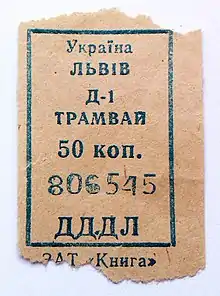 Україна
ЛЬВІВ
Д-1
ТРАМВАЙ
50 коп.
806545
ДДДЛ
ЗАТ «Книга»